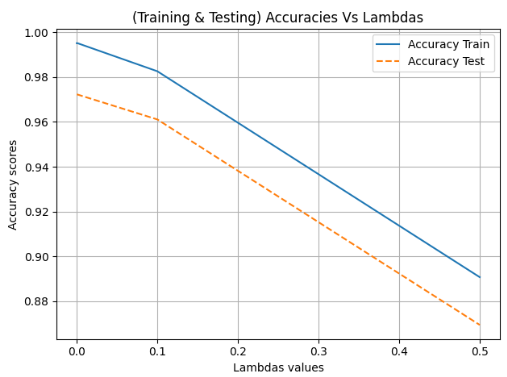 (Training & Testing) Accuracies Vs Lambdas
1.00
0.98
0.96
0.94
0.92
0.90
0.88
Accuracy scores
Accuracy Train
Accuracy Test
0.0 0.1 0.2 0.3 0.4 0.5
Lambdas values